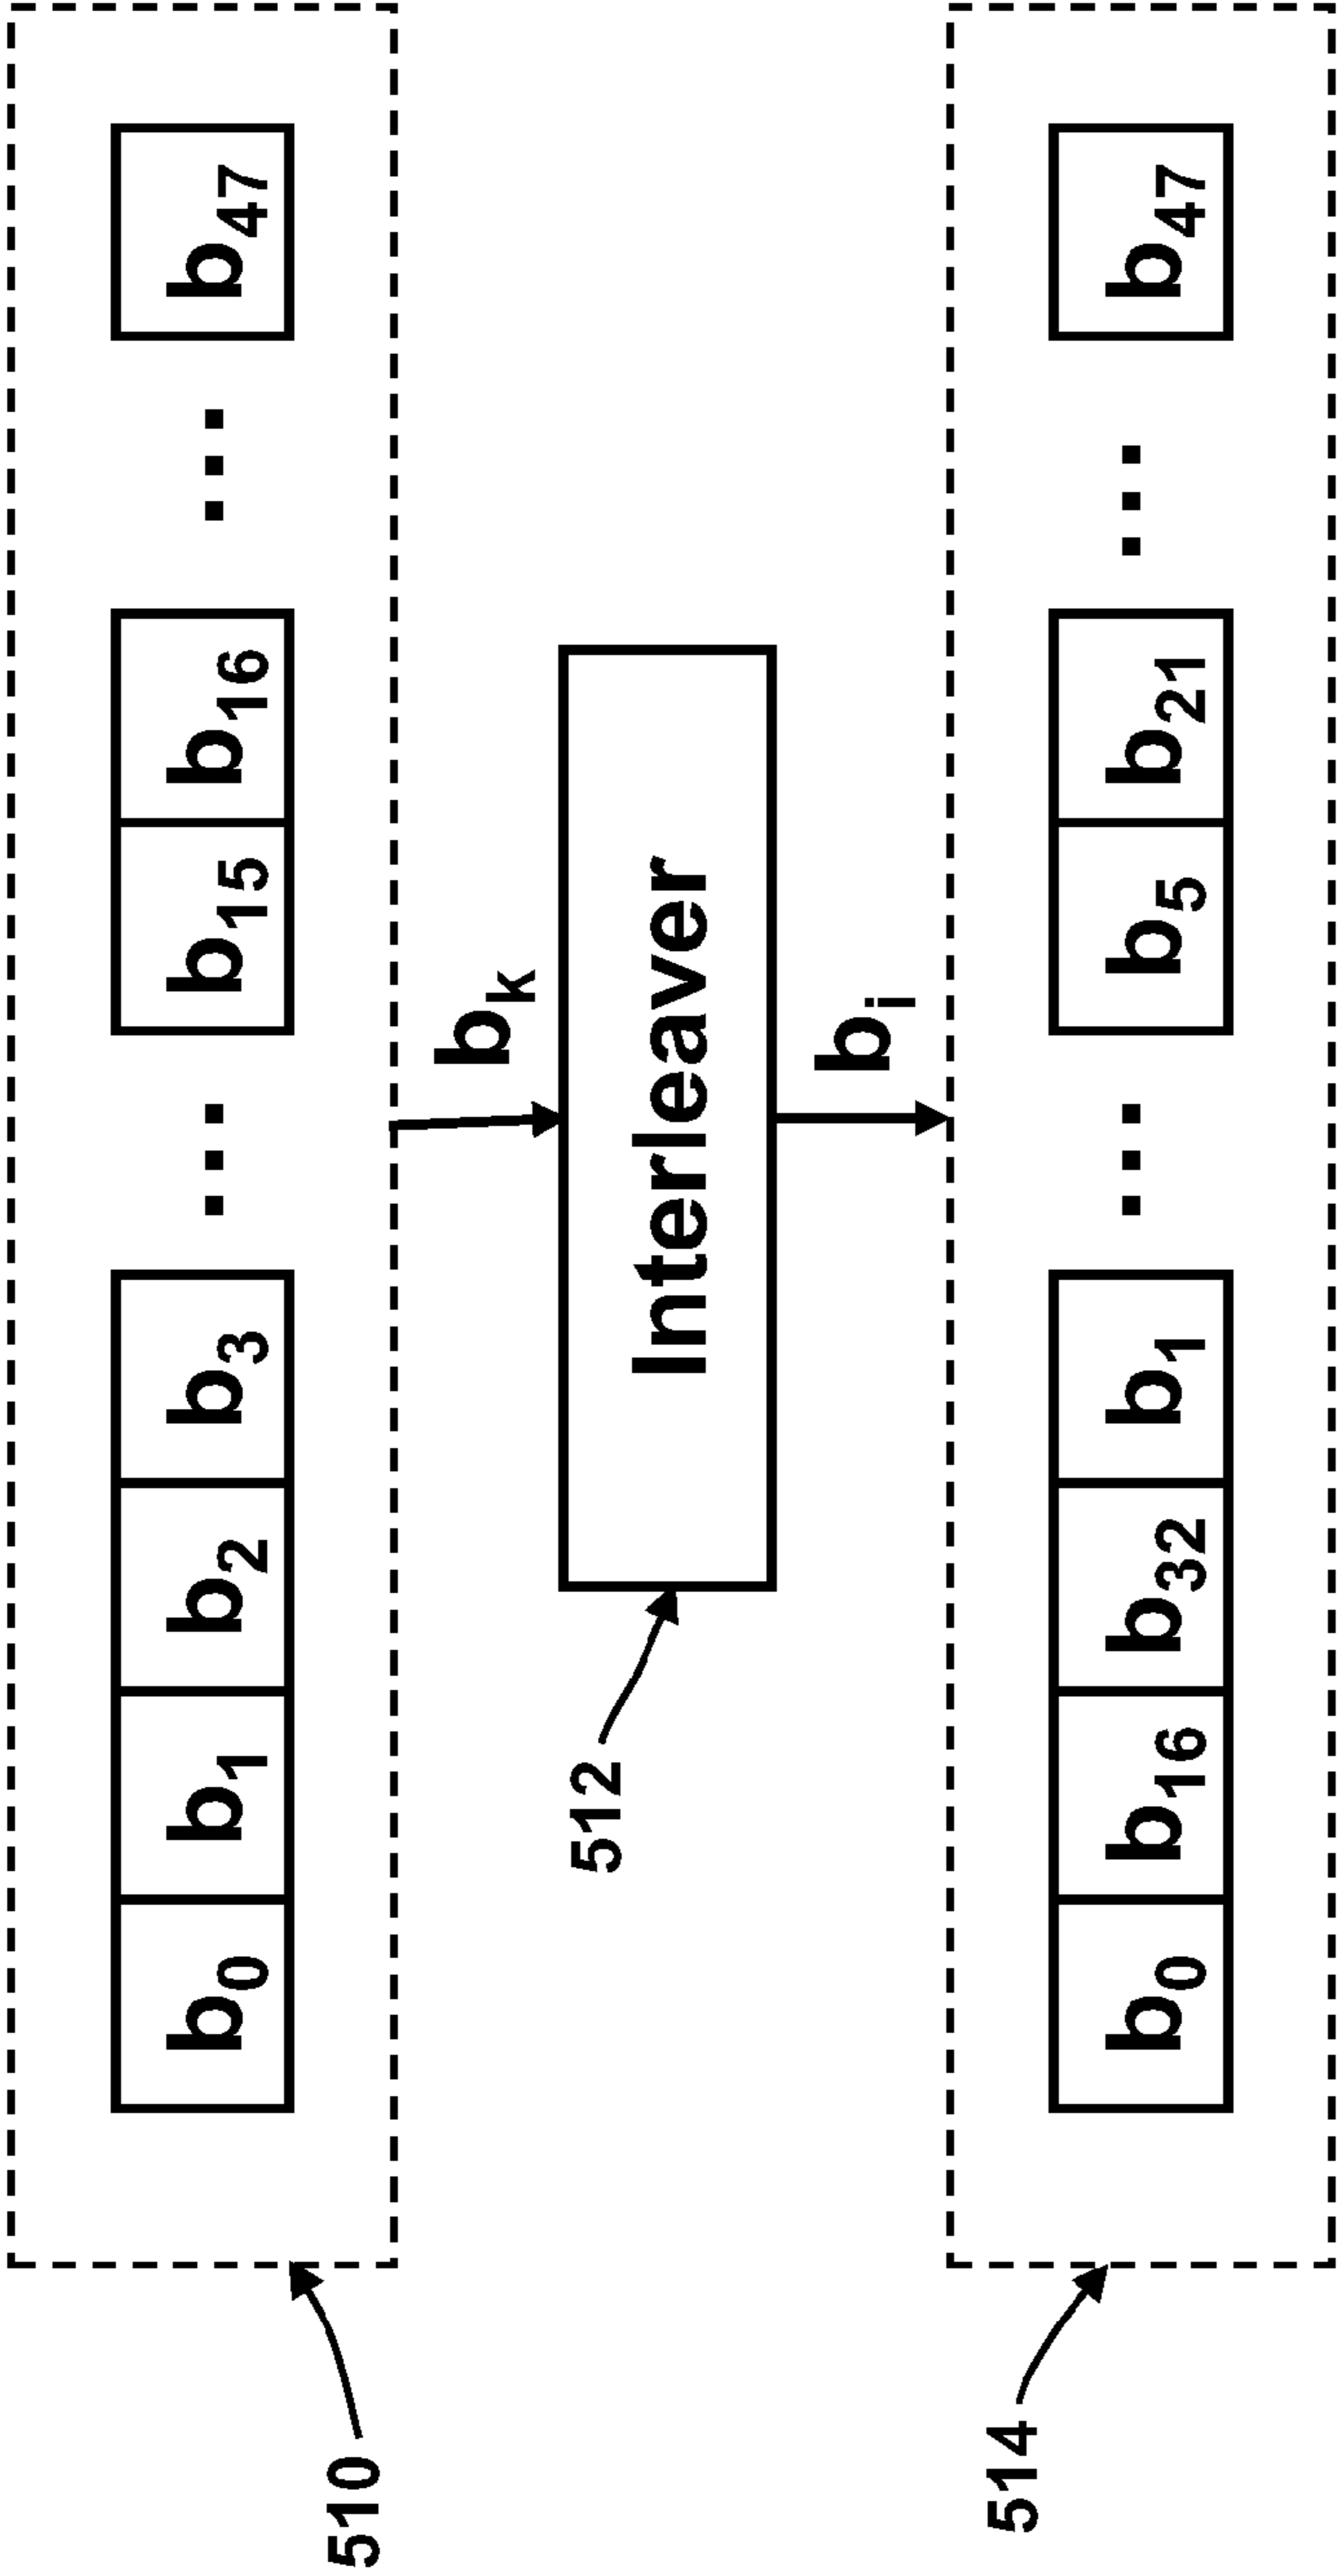 b0 b1 b2 b3 ... b15 b16 ... b47
510
bk
512
Interleaver
bi
b0 b16 b32 b1 ... b5 b21 ... b47
514